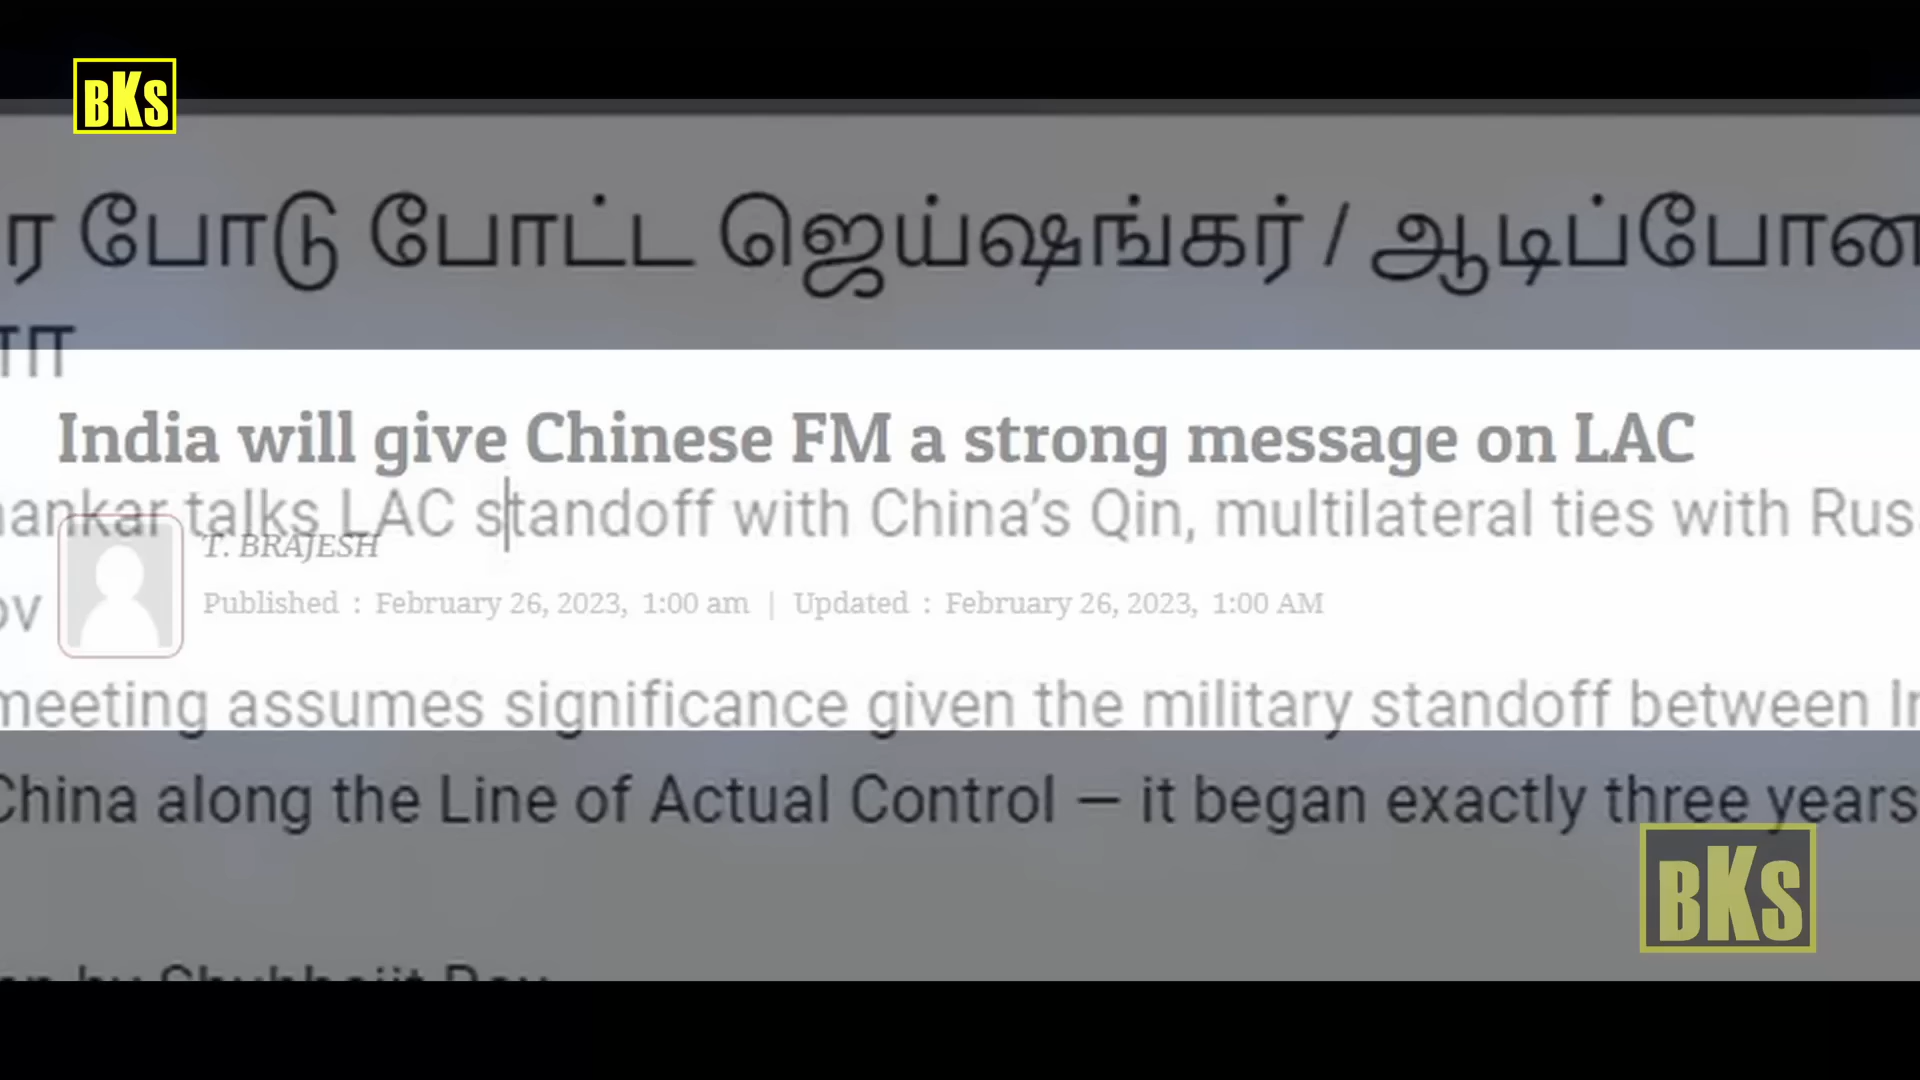 BKS
ர போடு போட்ட ஜெய்ஷங்கர் / ஆடிப்போன
India will give Chinese FM a strong message on LAC
talks LAC standoff with China’s Qin, multilateral ties with
T. BRAJESH
Published : February 26, 2023, 1:00 am | Updated : February 26, 2023, 1:00 AM
meeting assumes significance given the military standoff between
China along the Line of Actual Control — it began exactly three years
BKS